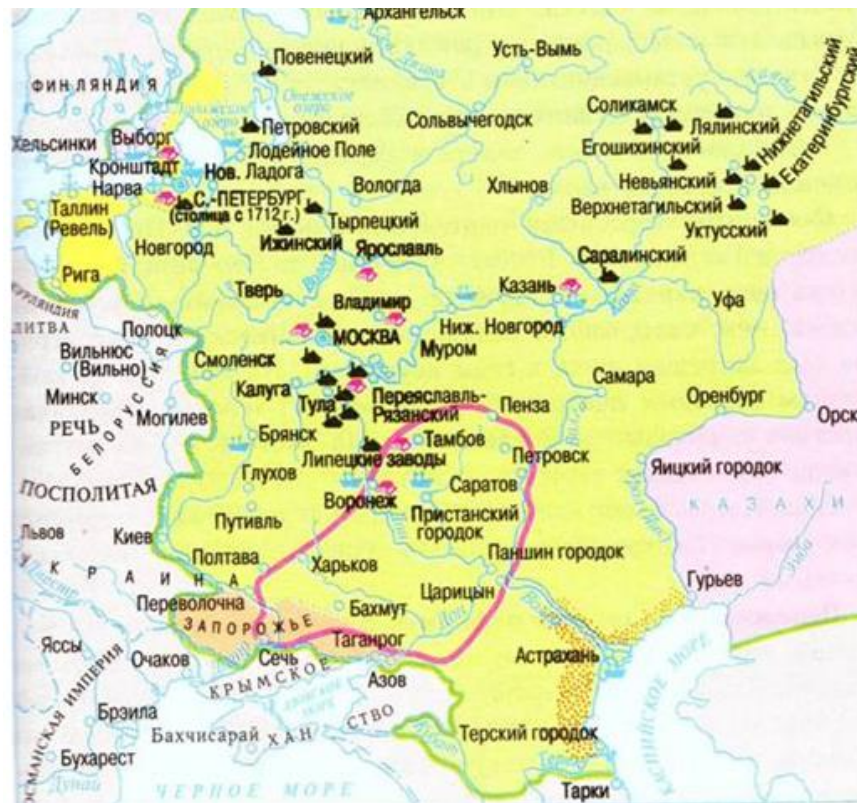 Архангельск
Повенецкий
Усть-Вымь
ФИНЛЯНДИЯ
Онежское
озеро
Соликамск
Нижнетагильский
Петровский
Сольвычегодск
Лялинский
Екатеринбургский
Выборг
Егошихинский
Хельсинки
Лодейное Поле
Кронштадт
Нов. Ладога
Вологда
Хлынов
Невьянский
Нарва
С.-ПЕТЕРБУРГ
(столица с 1712 г.)
Верхнетагильский
Таллин
(Ревель)
Тырпецкий
Уктусский
Новгород
Ижинский
Ярославль
Саралинский
Рига
Казань
Тверь
Владимир
Уфа
КУРЛЯНДИЯ
ЛИТВА
Полоцк
МОСКВА
Ниж. Новгород
Вильнюс
(Вильно)
Смоленск
Муром
БЕЛОРУССИЯ
Калуга
Переяславль-
Рязанский
Самара
Минск
Тула
Пенза
Оренбург
Орск
РЕЧЬ
Могилев
Брянск
Тамбов
Липецкие заводы
Петровск
Глухов
Яицкий городок
ПОСПОЛИТАЯ
Воронеж
Саратов
КАЗАХИ
Путивль
Пристанский
городок
Львов
Киев
УКРАИНА
Полтава
Харьков
Паншин городок
Гурьев
Царицын
Переволочна
Бахмут
Дон
ЗАПОРОЖЬЕ
Таганрог
Яссы
Сечь
Астрахань
Очаков
КРЫМСКОЕ
Азов
ОСМАНСКАЯ ИМПЕРИЯ
ХАНСТВО
Брэила
Бахчисарай
Терский городок
КАСПИЙСКОЕ МОРЕ
Бухарест
Терек
Дунай
ЧЕРНОЕ МОРЕ
Тарки